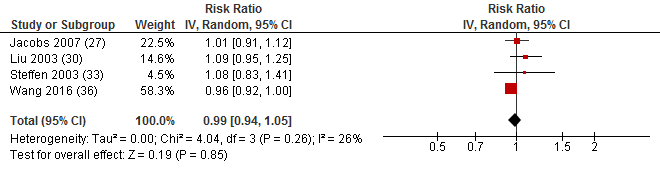 Risk Ratio Risk Ratio
Study or Subgroup Weight IV, Random, 95% CI IV, Random, 95% CI
Jacobs 2007 (27) 22.5% 1.01 [0.91, 1.12]
Liu 2003 (30) 14.6% 1.09 [0.95, 1.25]
Steffen 2003 (33) 4.5% 1.08 [0.83, 1.41]
Wang 2016 (36) 58.3% 0.96 [0.92, 1.00]
Total (95% CI) 100.0% 0.99 [0.94, 1.05]
Heterogeneity: Tau² = 0.00; Chi² = 4.04, df = 3 (P = 0.26); I² = 26%
Test for overall effect: Z = 0.19 (P = 0.85)
0.5 0.7 1 1.5 2